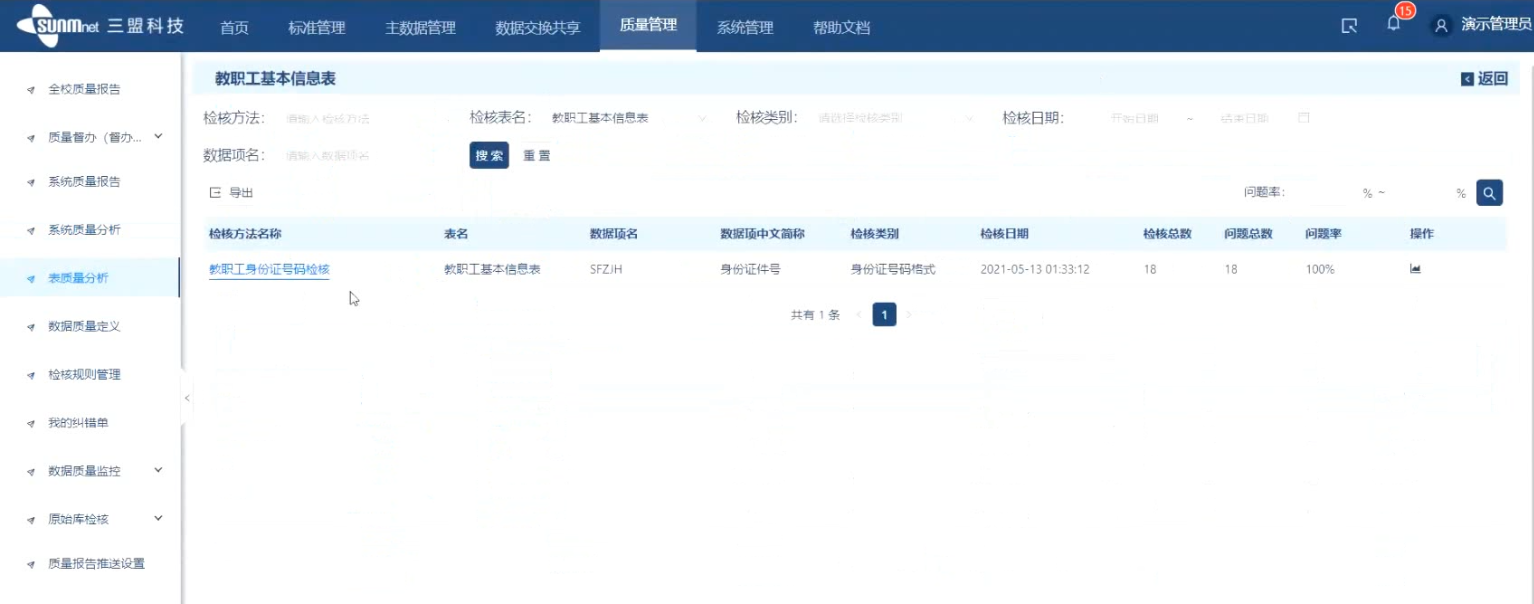 sunmnet 三盟科技 首页 标准管理 主数据管理 数据交换共享 质量管理 系统管理 帮助文档 15 演示管理员
全校质量报告
质量督办（督办...
系统质量报告
系统质量分析
表质量分析
数据质量定义
检核规则管理
我的纠错单
数据质量监控
原始库检核
质量报告推送设置
教职工基本信息表 返回
检核方法： 请输入检核方法 检核表名： 教职工基本信息表 检核类别： 请选择检核类别 检核日期： 开始日期 ~ 结束日期
数据项名： 请输入数据项名 搜索 重置
导出 问题率： % ~ %
检核方法名称 表名 数据项名 数据项中文简称 检核类别 检核日期 检核总数 问题总数 问题率 操作
教职工身份证号码检核 教职工基本信息表 SFZJH 身份证件号 身份证号码格式 2021-05-13 01:33:12 18 18 100%
共有 1 条 < 1 >